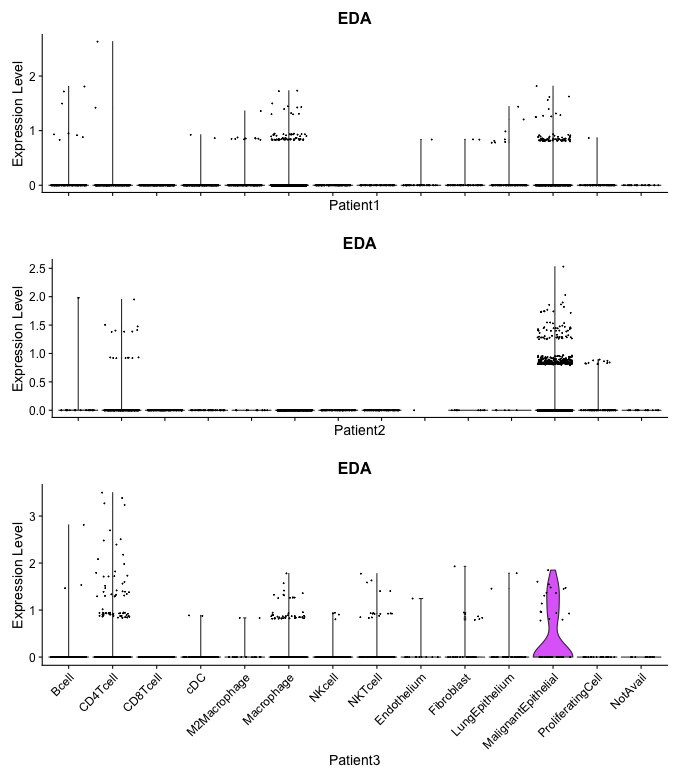 EDA
Expression Level
2
1
0
Patient1
EDA
Expression Level
2.5
2.0
1.5
1.0
0.5
0.0
Patient2
EDA
Expression Level
3
2
1
0
Bcell
CD4Tcell
CD8Tcell
cDC
M2Macrophage
Macrophage
NKcell
NKTcell
Endothelium
Fibroblast
LungEpithelium
MalignantEpithelial
ProliferatingCell
NotAvail
Patient3